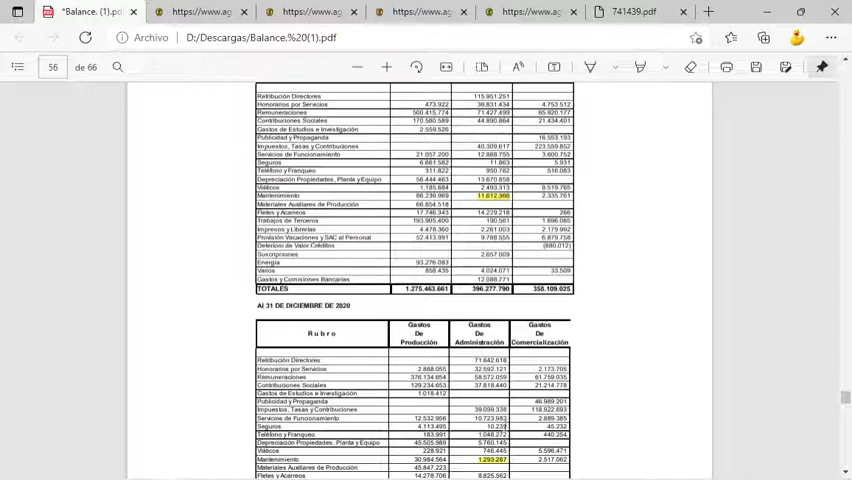 *Balance. (1).pd
https://www.ag
https://www.ag
https://www.ag
https://www.ag
741439.pdf
Archivo D:/Descargas/Balance.%20(1).pdf
56 de 66
Retribución Directores 115.951.251
Honorarios por Servicios 473.922 36.831.434 4.753.512
Remuneraciones 500.415.774 71.427.499 65.920.177
Contribuciones Sociales 170.580.589 44.890.864 21.434.401
Gastos de Estudios e Investigación 2.559.526
Publicidad y Propaganda 16.553.193
Impuestos, Tasas y Contribuciones 40.309.617 223.559.852
Servicios de Funcionamiento 21.057.200 12.888.755 3.600.752
Seguros 6.661.582 11.863 5.931
Teléfono y Franqueo 311.822 950.782 516.083
Depreciación Propiedades, Planta y Equipo 56.444.463 13.670.858
Viáticos 1.185.684 2.493.313 9.519.765
Mantenimiento 86.239.969 11.612.366 2.335.761
Materiales Auxiliares de Producción 66.854.518
Fletes y Acarreos 17.746.343 14.229.218 266
Trabajos de Terceros 193.905.400 190.561 1.696.065
Impresos y Librerías 4.478.360 2.261.203 2.179.992
Provisión Vacaciones y SAC al Personal 52.413.991 9.788.555 6.879.758
Deterioro de Valor Créditos (880.012)
Suscripciones 2.657.009
Energía 93.276.083
Varios 858.435 4.024.071 33.509
Gastos y Comisiones Bancarias 12.088.771
TOTALES 1.275.463.661 396.277.790 358.109.025
Al 31 DE DICIEMBRE DE 2020
Rubro
Gastos De Producción
Gastos De Administración
Gastos De Comercialización
Retribución Directores 71.842.618
Honorarios por Servicios 2.888.055 32.592.121 2.173.705
Remuneraciones 376.134.654 58.572.059 61.759.035
Contribuciones Sociales 129.234.653 37.818.440 21.214.778
Gastos de Estudios e Investigación 1.018.412
Publicidad y Propaganda 46.989.201
Impuestos, Tasas y Contribuciones 39.099.338 118.922.693
Servicios de Funcionamiento 12.532.956 10.723.982 2.889.385
Seguros 4.113.495 10.239 45.232
Teléfono y Franqueo 183.991 1.048.272 440.254
Depreciación Propiedades, Planta y Equipo 45.505.989 5.760.145
Viáticos 228.921 746.445 5.596.471
Mantenimiento 30.984.564 1.293.287 2.517.062
Materiales Auxiliares de Producción 45.847.223
Fletes y Acarreos 14.278.706 8.825.562